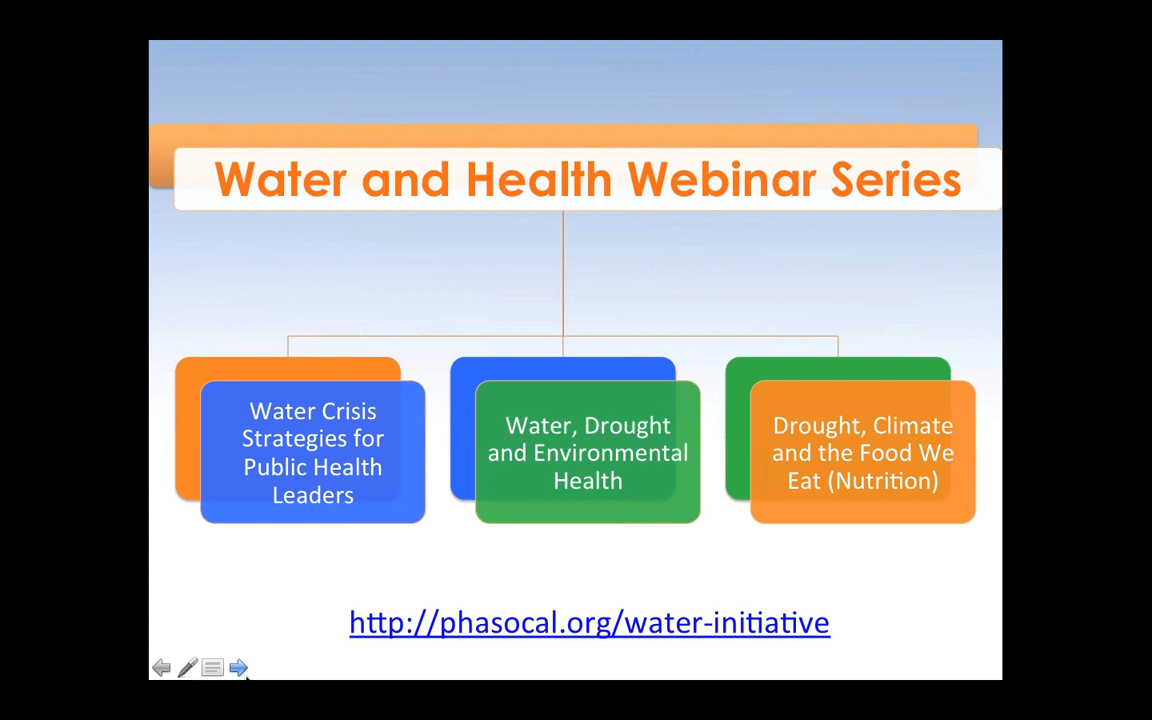 Water and Health Webinar Series
Water Crisis
Strategies for
Public Health
Leaders
Water, Drought
and Environmental
Health
Drought, Climate
and the Food We
Eat (Nutrition)
http://phasocal.org/water-initiative